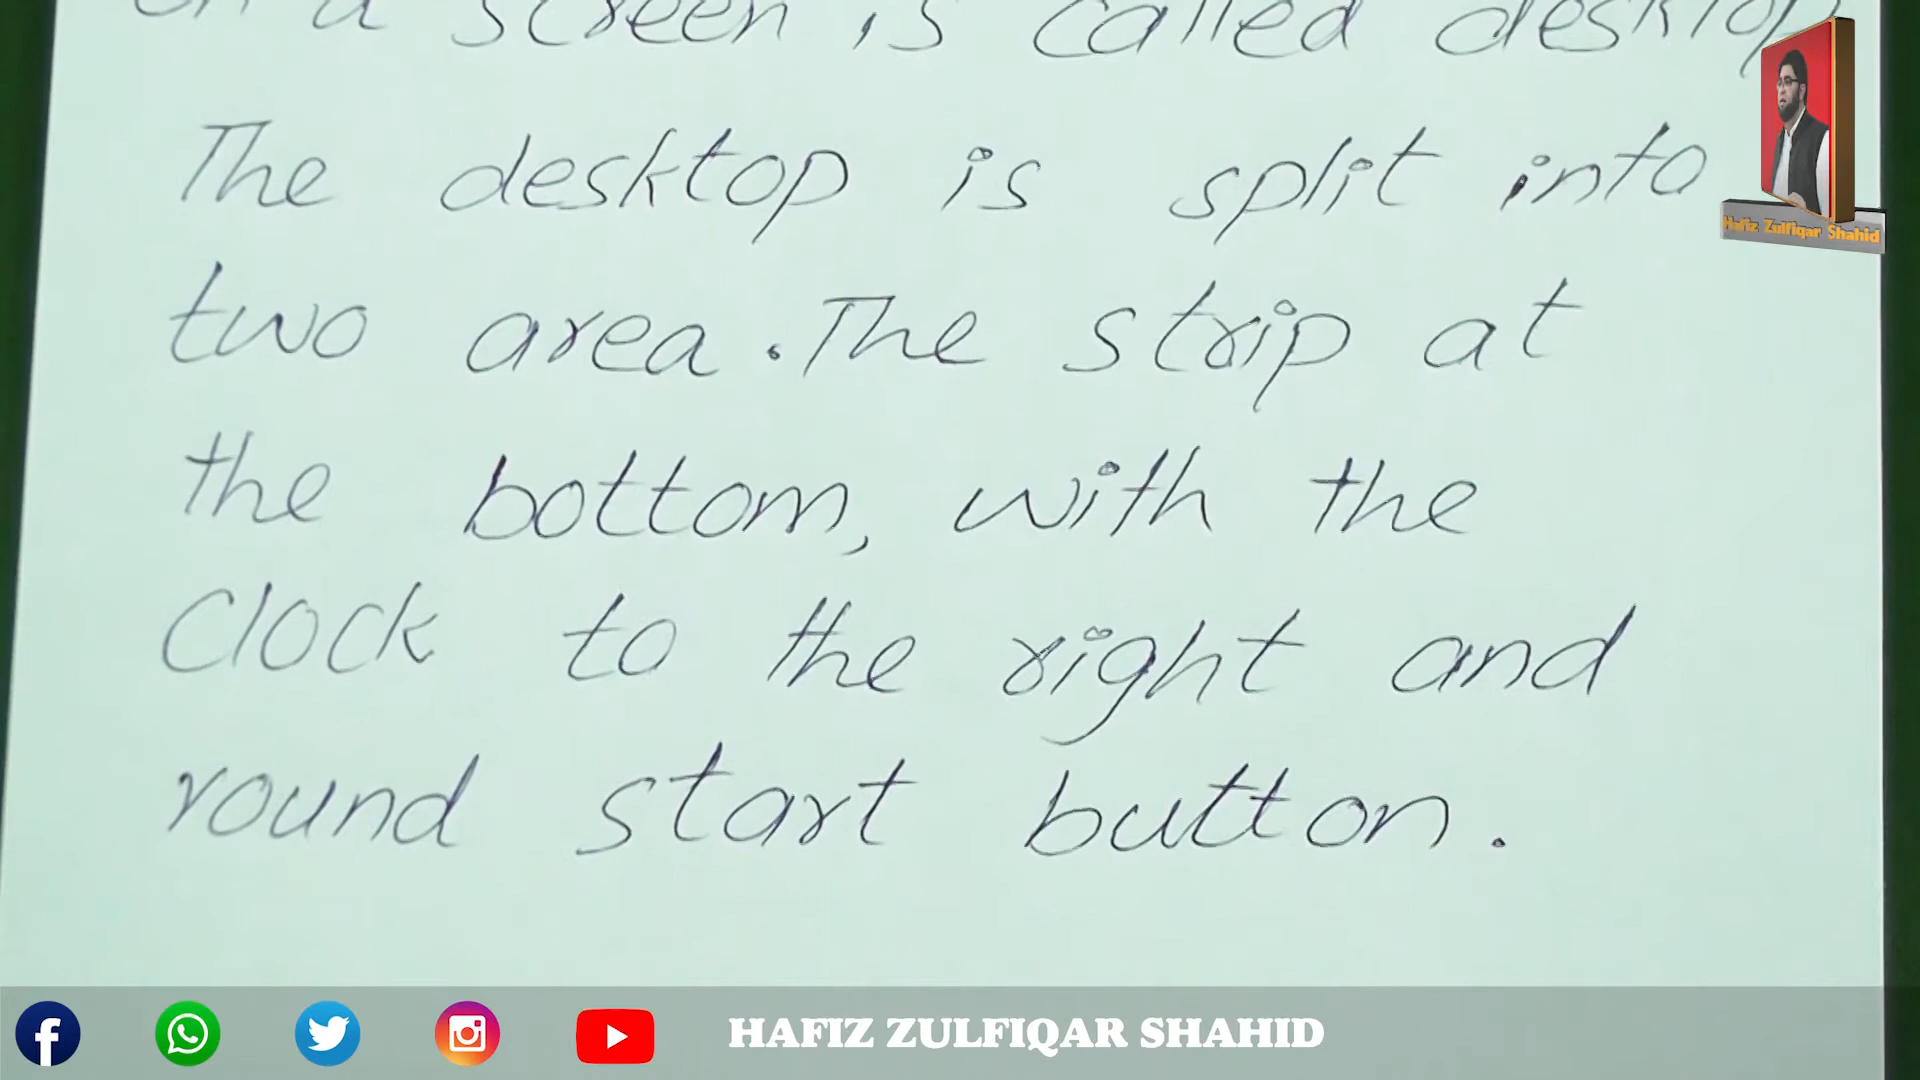 on a screen is called desktop
The desktop is split into
two area. The strip at
the bottom, with the
Clock to the right and
round start button.
Hafiz Zulfiqar Shahid
HAFIZ ZULFIQAR SHAHID